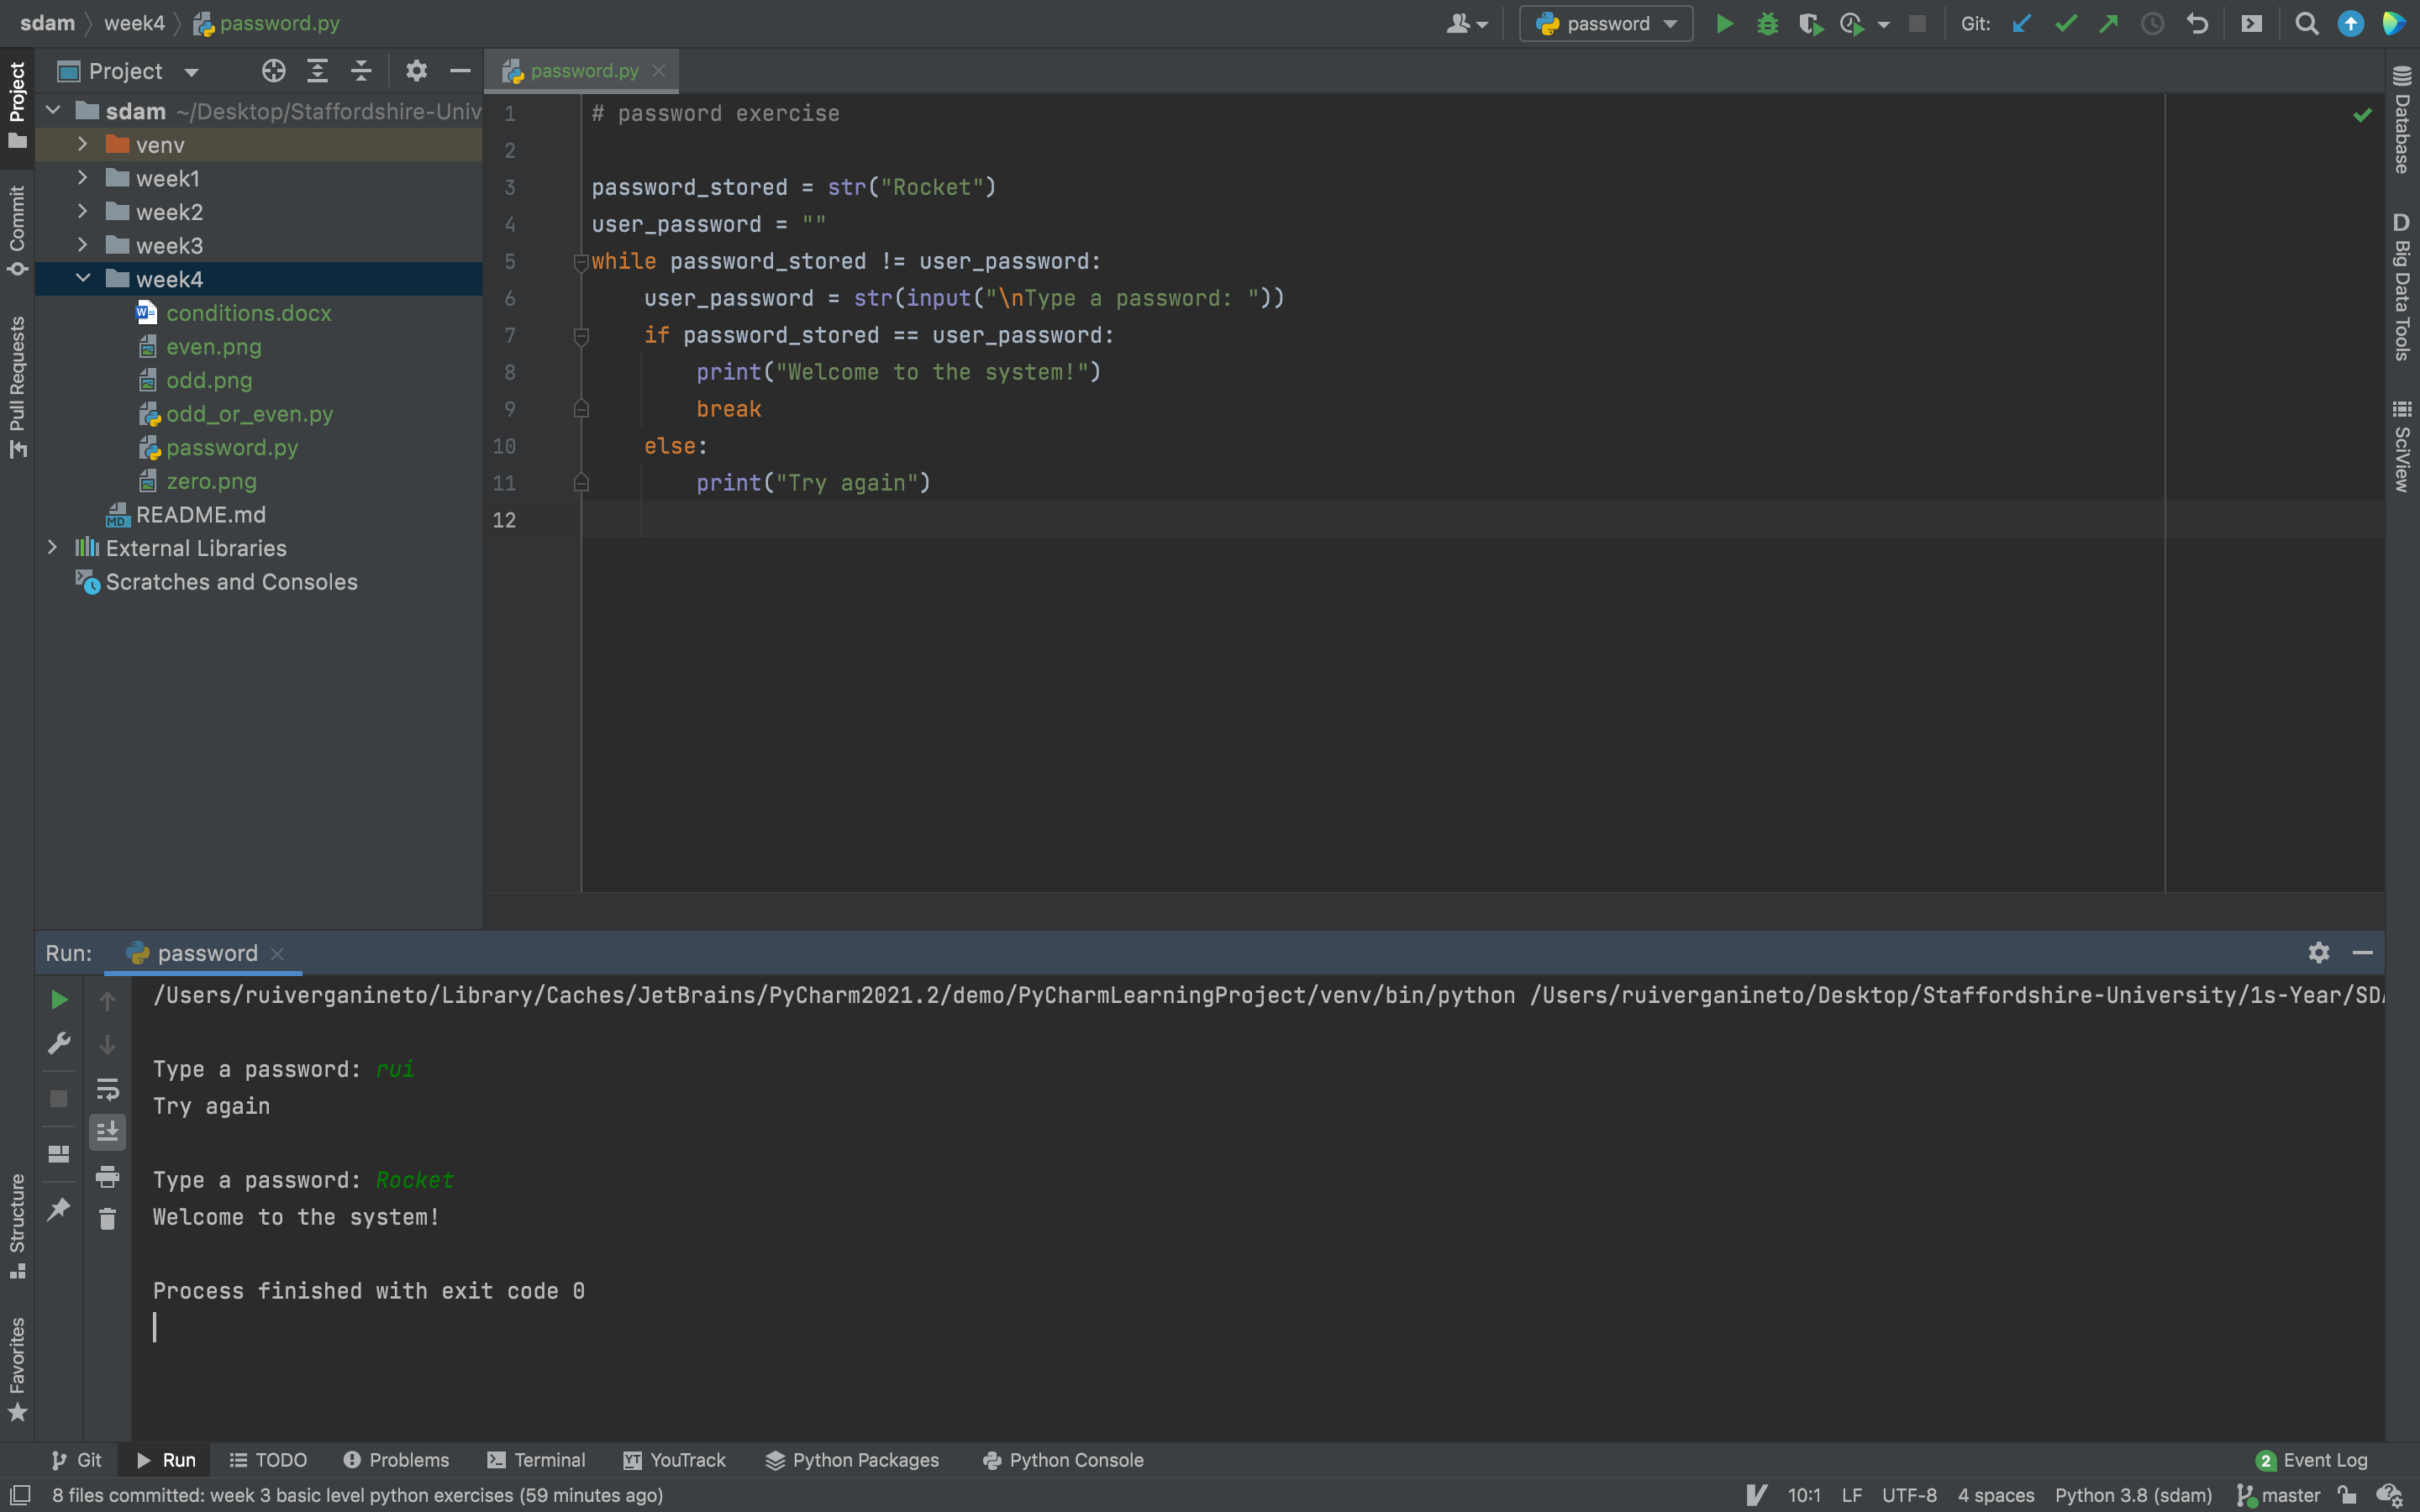 sdam week4 password.py
password
Git:
Project
sdam ~/Desktop/Staffordshire-Univ
venv
week1
week2
week3
week4
conditions.docx
even.png
odd.png
odd_or_even.py
password.py
zero.png
README.md
External Libraries
Scratches and Consoles
Project
Commit
Pull Requests
Structure
Favorites
password.py
1 # password exercise
2
3 password_stored = str("Rocket")
4 user_password = ""
5 while password_stored != user_password:
6     user_password = str(input("\nType a password: "))
7     if password_stored == user_password:
8         print("Welcome to the system!")
9         break
10     else:
11         print("Try again")
12
Database
D Big Data Tools
SciView
Run: password
/Users/ruiverganineto/Library/Caches/JetBrains/PyCharm2021.2/demo/PyCharmLearningProject/venv/bin/python /Users/ruiverganineto/Desktop/Staffordshire-University/1s-Year/SDA
Type a password: rui
Try again
Type a password: Rocket
Welcome to the system!
Process finished with exit code 0
Git Run TODO Problems Terminal YT YouTrack Python Packages Python Console 2 Event Log
8 files committed: week 3 basic level python exercises (59 minutes ago) 10:1 LF UTF-8 4 spaces Python 3.8 (sdam) master